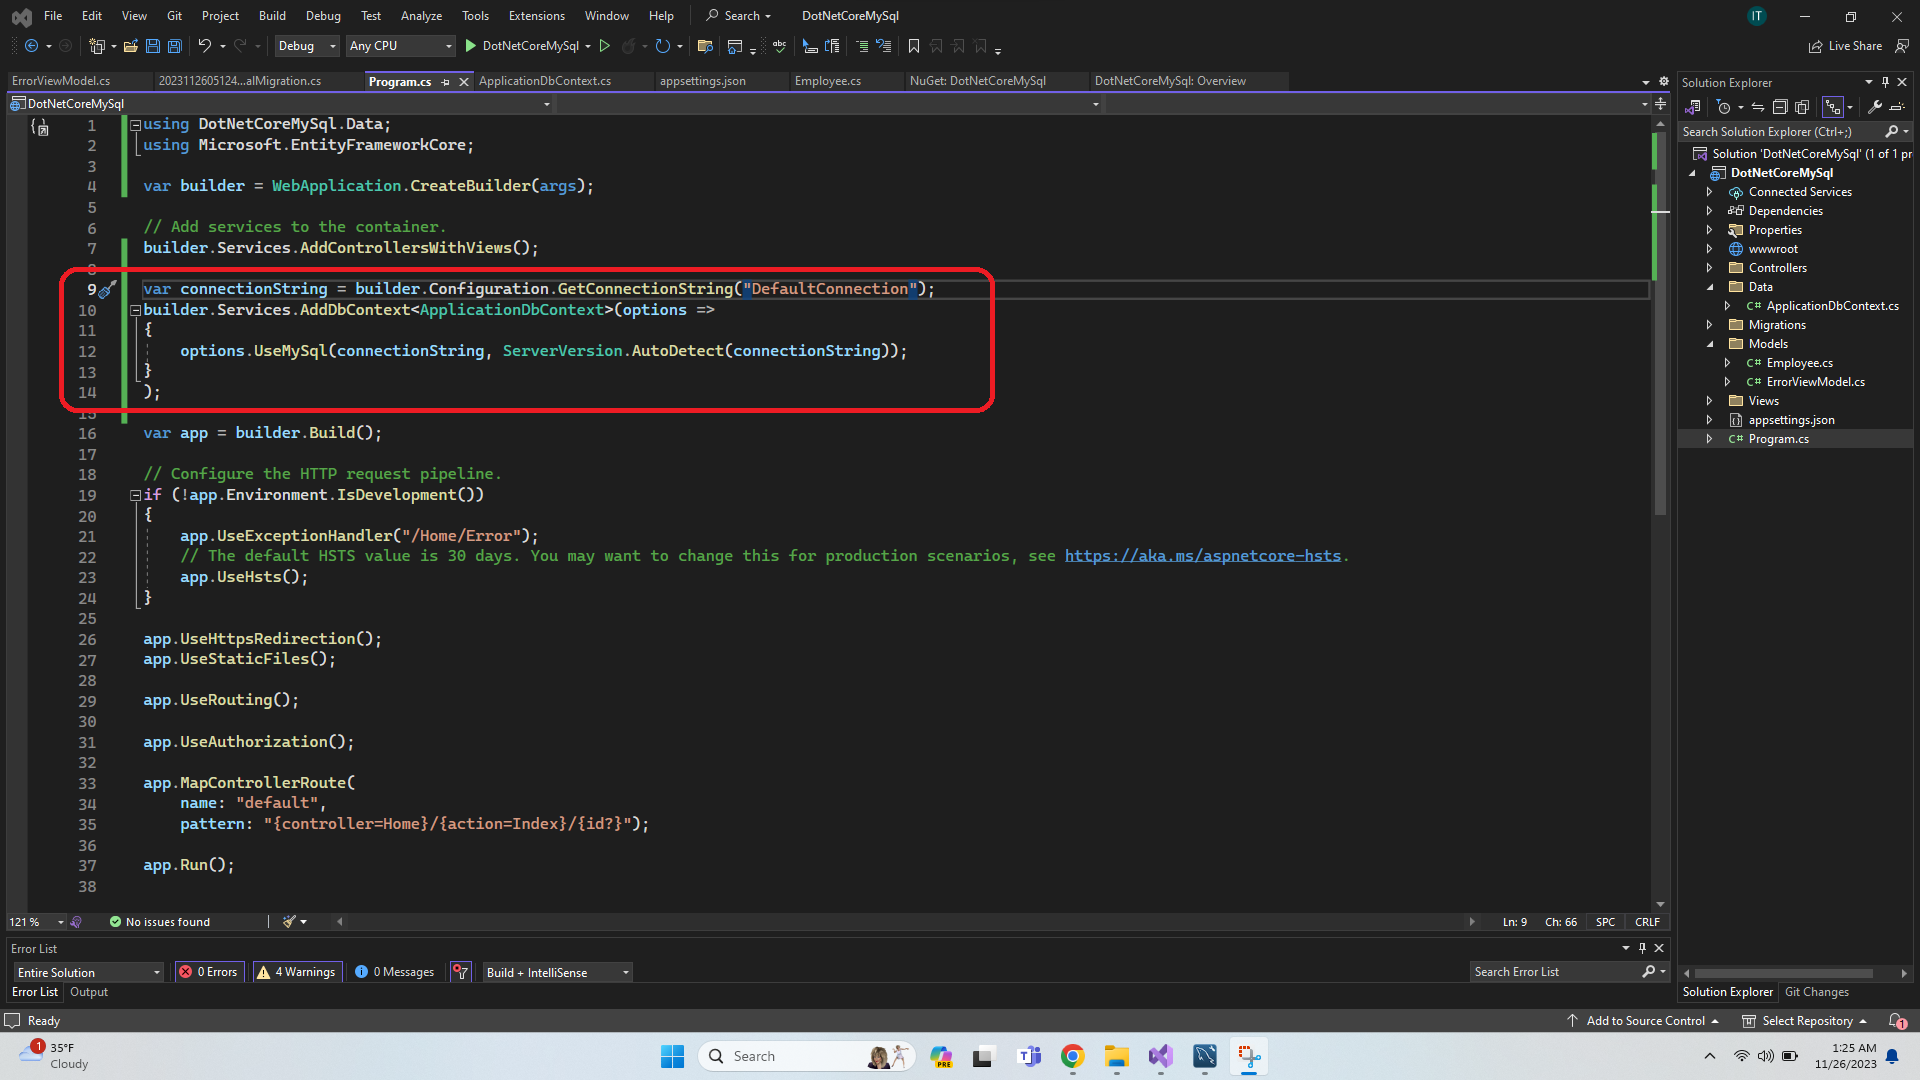 File Edit View Git Project Build Debug Test Analyze Tools Extensions Window Help Search DotNetCoreMySql IT
Debug Any CPU DotNetCoreMySql Live Share
ErrorViewModel.cs 2023112605124...alMigration.cs Program.cs ApplicationDbContext.cs appsettings.json Employee.cs NuGet: DotNetCoreMySql DotNetCoreMySql: Overview
DotNetCoreMySql
1 using DotNetCoreMySql.Data;
2 using Microsoft.EntityFrameworkCore;
3
4 var builder = WebApplication.CreateBuilder(args);
5
6 // Add services to the container.
7 builder.Services.AddControllersWithViews();
8
9 var connectionString = builder.Configuration.GetConnectionString("DefaultConnection");
10 builder.Services.AddDbContext<ApplicationDbContext>(options =>
11 {
12 options.UseMySql(connectionString, ServerVersion.AutoDetect(connectionString));
13 }
14 );
15
16 var app = builder.Build();
17
18 // Configure the HTTP request pipeline.
19 if (!app.Environment.IsDevelopment())
20 {
21 app.UseExceptionHandler("/Home/Error");
22 // The default HSTS value is 30 days. You may want to change this for production scenarios, see https://aka.ms/aspnetcore-hsts.
23 app.UseHsts();
24 }
25
26 app.UseHttpsRedirection();
27 app.UseStaticFiles();
28
29 app.UseRouting();
30
31 app.UseAuthorization();
32
33 app.MapControllerRoute(
34 name: "default",
35 pattern: "{controller=Home}/{action=Index}/{id?}");
36
37 app.Run();
38
121 % No issues found Ln: 9 Ch: 66 SPC CRLF
Error List
Entire Solution 0 Errors 4 Warnings 0 Messages Build + IntelliSense Search Error List
Error List Output
Solution Explorer
Search Solution Explorer (Ctrl+;)
Solution 'DotNetCoreMySql' (1 of 1 pr
DotNetCoreMySql
Connected Services
Dependencies
Properties
wwwroot
Controllers
Data
C# ApplicationDbContext.cs
Migrations
Models
C# Employee.cs
C# ErrorViewModel.cs
Views
appsettings.json
C# Program.cs
Solution Explorer Git Changes
Ready Add to Source Control Select Repository 1
1 35°F
Cloudy
Search PRE
1:25 AM
11/26/2023